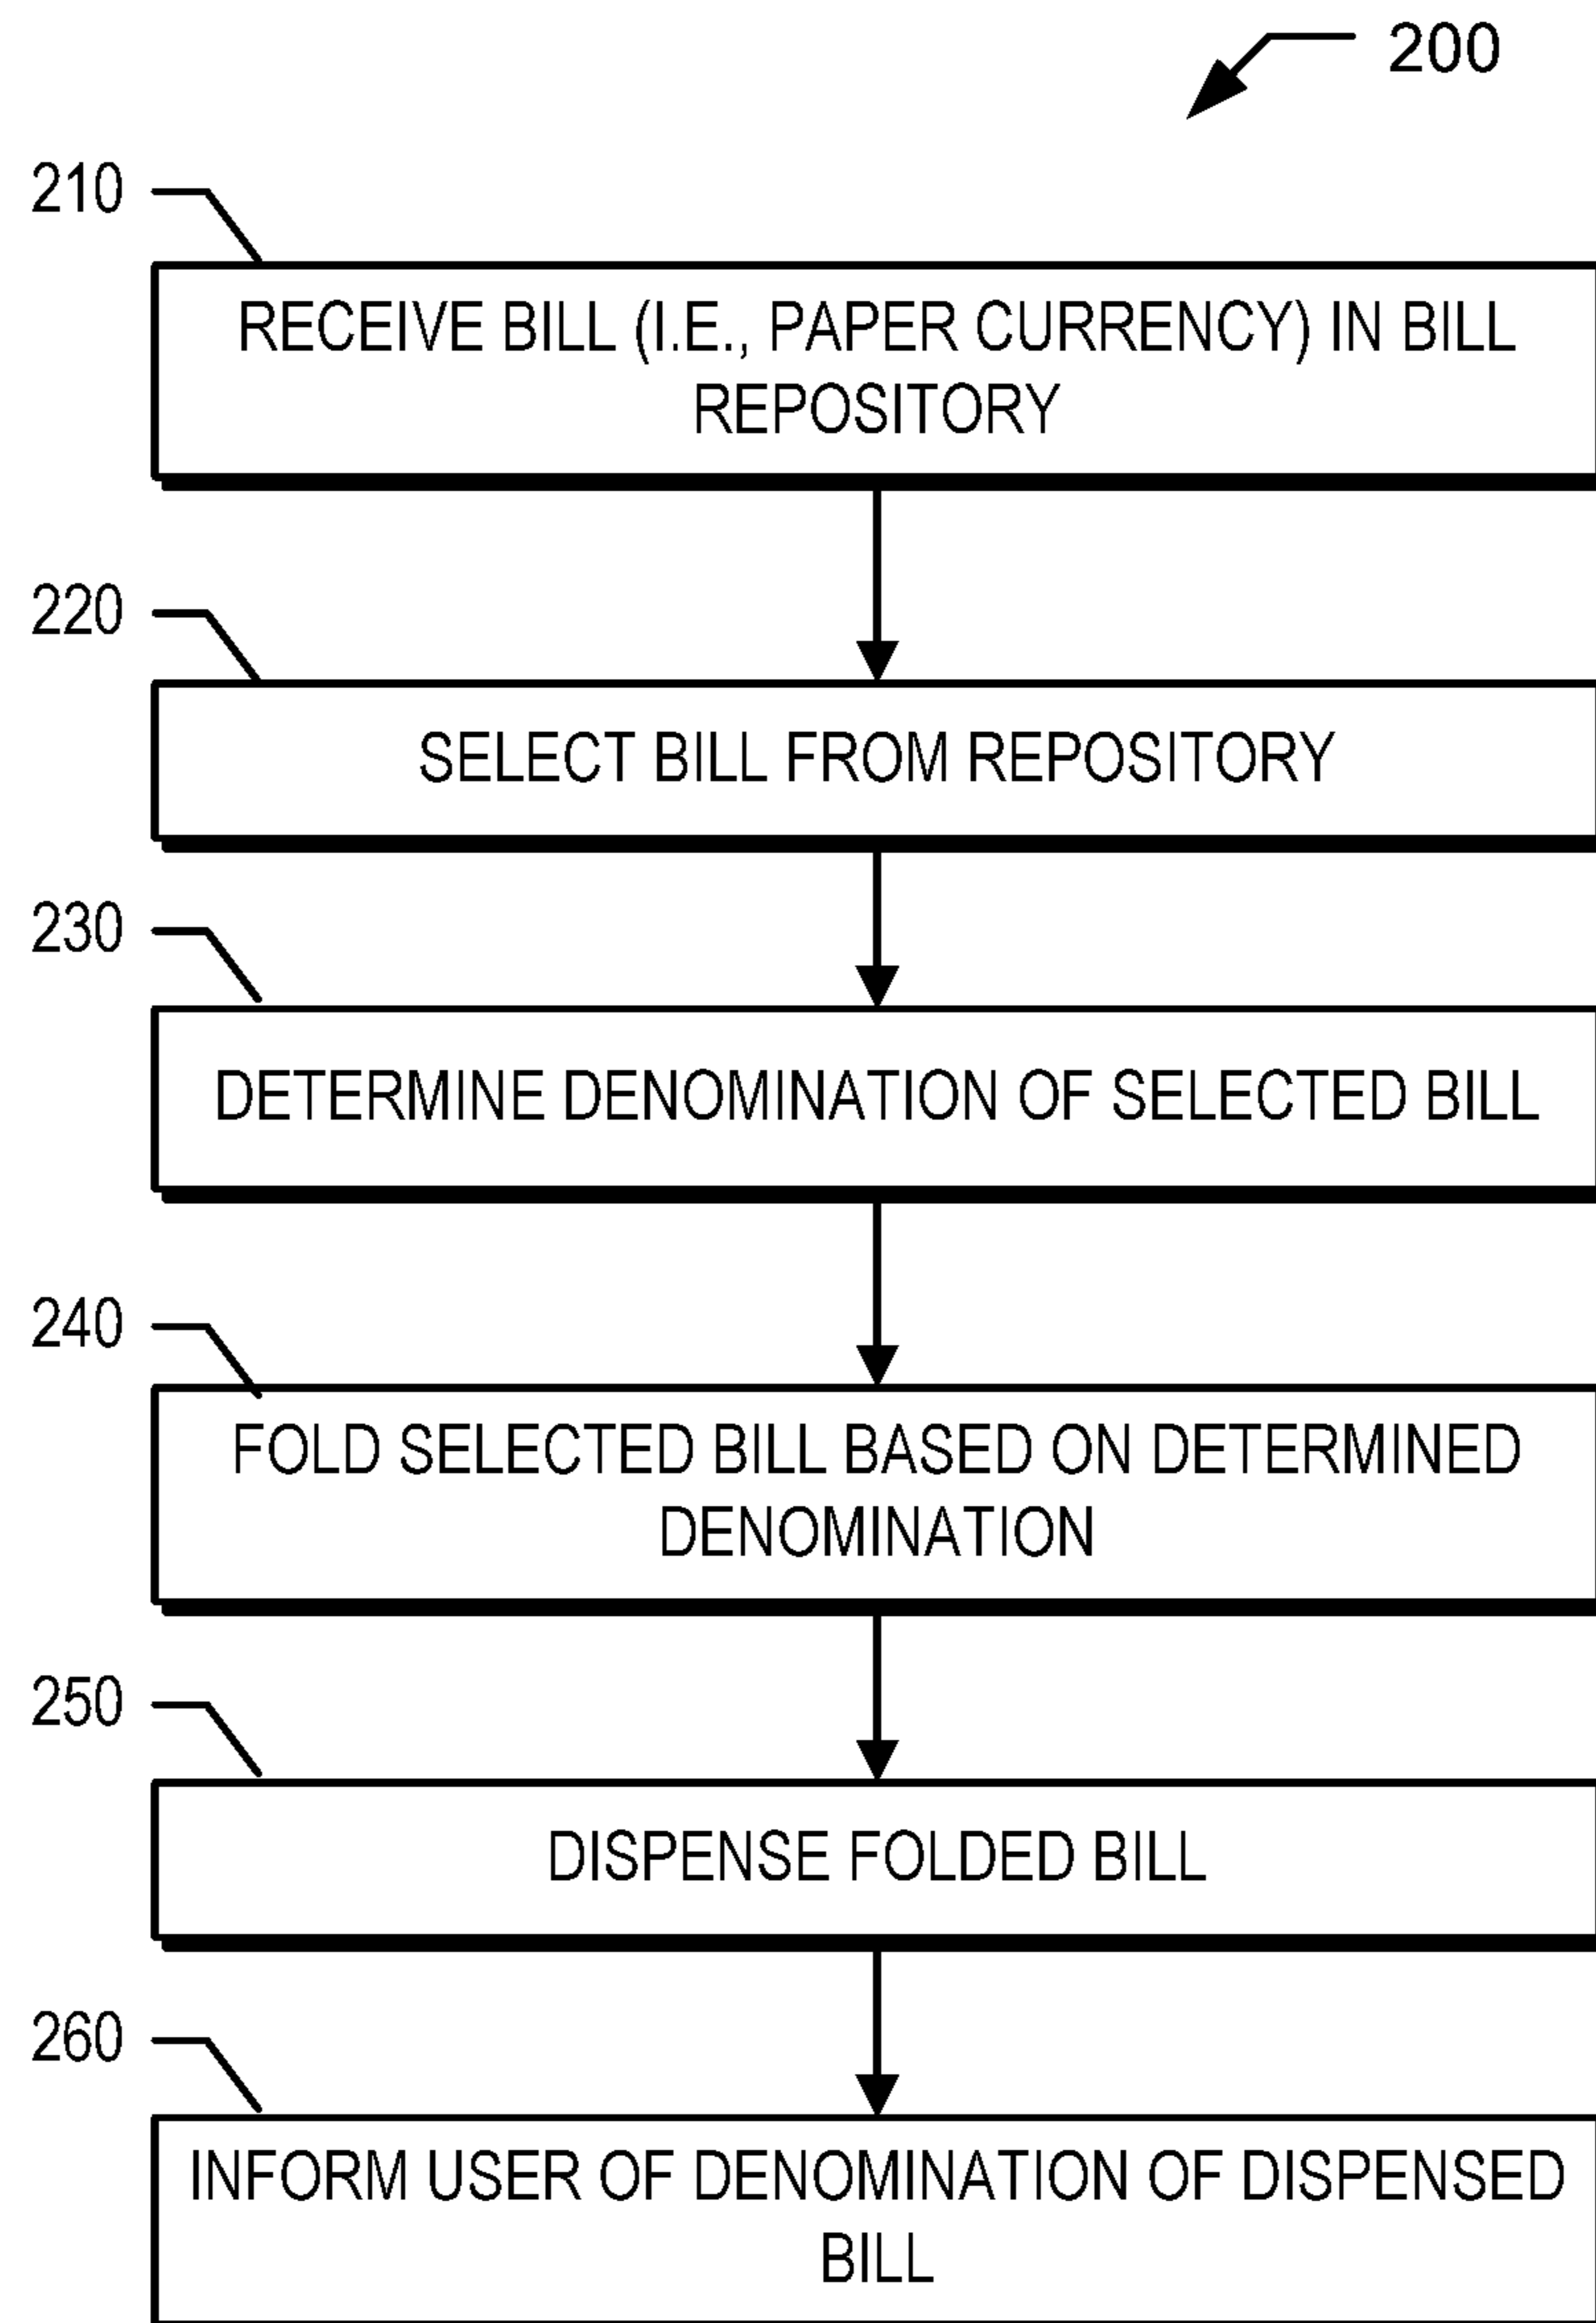 200
210
RECEIVE BILL (I.E., PAPER CURRENCY) IN BILL
REPOSITORY
220
SELECT BILL FROM REPOSITORY
230
DETERMINE DENOMINATION OF SELECTED BILL
240
FOLD SELECTED BILL BASED ON DETERMINED
DENOMINATION
250
DISPENSE FOLDED BILL
260
INFORM USER OF DENOMINATION OF DISPENSED
BILL